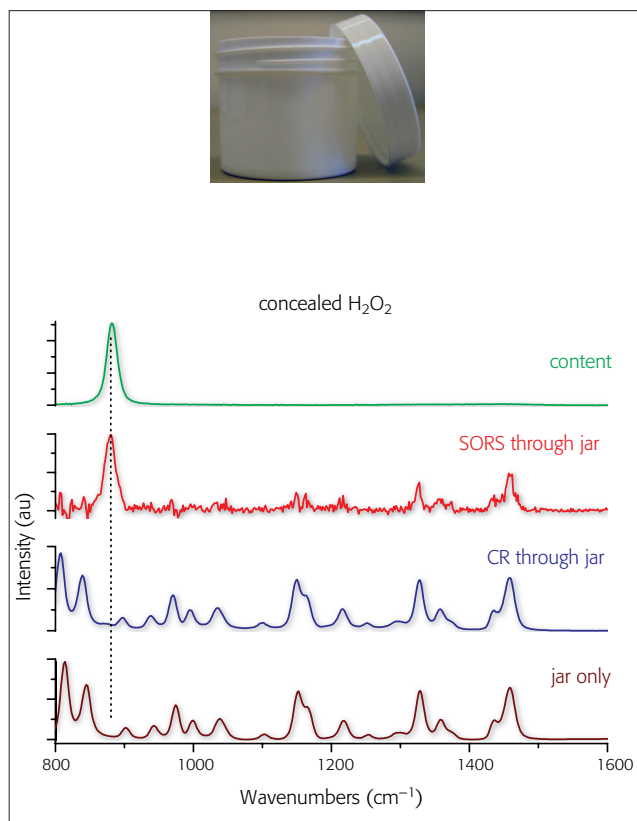 concealed H₂O₂
content
SORS through jar
CR through jar
jar only
Intensity (au)
800 1000 1200 1400 1600
Wavenumbers (cm⁻¹)